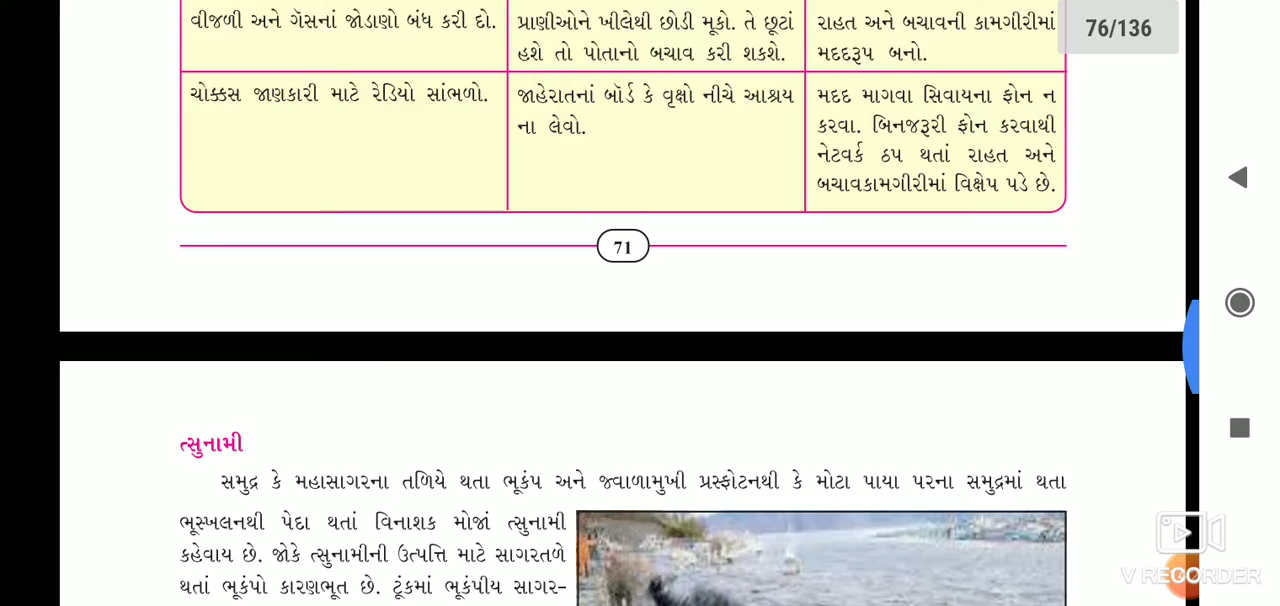 વીજળી અને ગૅસનાં જોડાણો બંધ કરી દો.
પ્રાણીઓને ખીલેથી છોડી મૂકો. તે છૂટાં
હશે તો પોતાનો બચાવ કરી શકશે.
રાહત અને બચાવની કામગીરીમાં
મદદરૂપ બનો.
76/136
ચોક્કસ જાણકારી માટે રેડિયો સાંભળો.
જાહેરાતનાં બૉર્ડ કે વૃક્ષો નીચે આશ્રય
ના લેવો.
મદદ માગવા સિવાયના ફોન ન
કરવા. બિનજરૂરી ફોન કરવાથી
નેટવર્ક ઠપ થતાં રાહત અને
બચાવકામગીરીમાં વિક્ષેપ પડે છે.
71
ત્સુનામી
સમુદ્ર કે મહાસાગરના તળિયે થતા ભૂકંપ અને જ્વાળામુખી પ્રસ્ફોટનથી કે મોટા પાયા પરના સમુદ્રમાં થતા
ભૂસ્ખલનથી પેદા થતાં વિનાશક મોજાં ત્સુનામી
કહેવાય છે. જોકે ત્સુનામીની ઉત્પત્તિ માટે સાગરતળે
થતાં ભૂકંપો કારણભૂત છે. ટૂંકમાં ભૂકંપીય સાગર-
V RECORDER